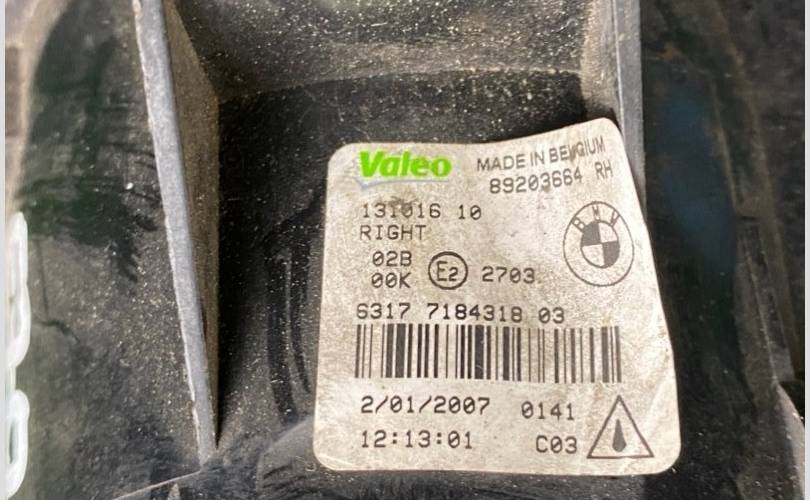 Valeo MADE IN BELGIUM
89203664 RH
131016 10
RIGHT
BMW
02B
00K E2 2703
6317 7184318 03
2/01/2007 0141
12:13:01 C03